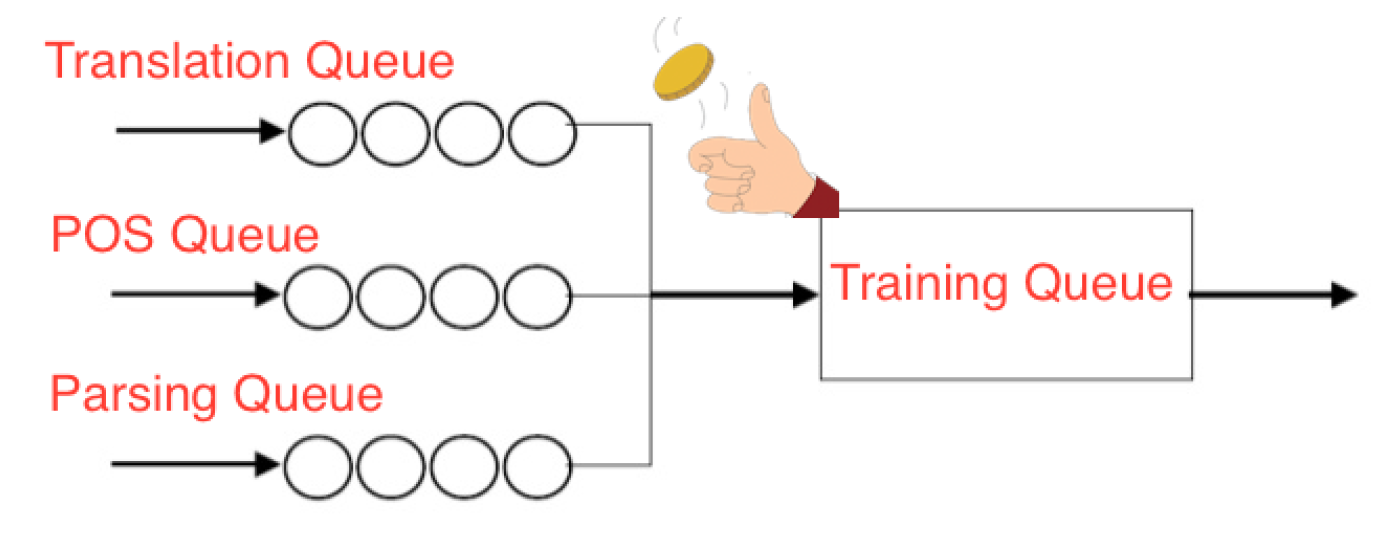 Translation Queue
POS Queue
Training Queue
Parsing Queue